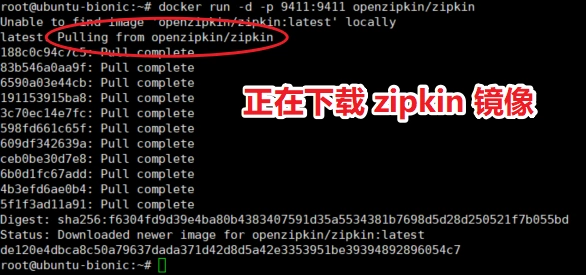 root@ubuntu-bionic:~# docker run -d -p 9411:9411 openzipkin/zipkin
Unable to find image 'openzipkin/zipkin:latest' locally
latest: Pulling from openzipkin/zipkin
188c0c94c7c5: Pull complete
83b546a0aa9f: Pull complete
6590a03e44cb: Pull complete
191153915ba8: Pull complete
3c70ec14e7fc: Pull complete
598fd661c65f: Pull complete
609df342639a: Pull complete
ceb0be30d7e8: Pull complete
6b0d1fc67add: Pull complete
4b3efd6ae0b4: Pull complete
5f1f3ad11a91: Pull complete
正在下载 zipkin 镜像
Digest: sha256:f6304fd9d39e4ba80b4383407591d35a5534381b7698d5d28d250521f7b055bd
Status: Downloaded newer image for openzipkin/zipkin:latest
de120e4dbca8c50a79637dada371d42d8d5a42e3353951be39394892896054c7
root@ubuntu-bionic:~#